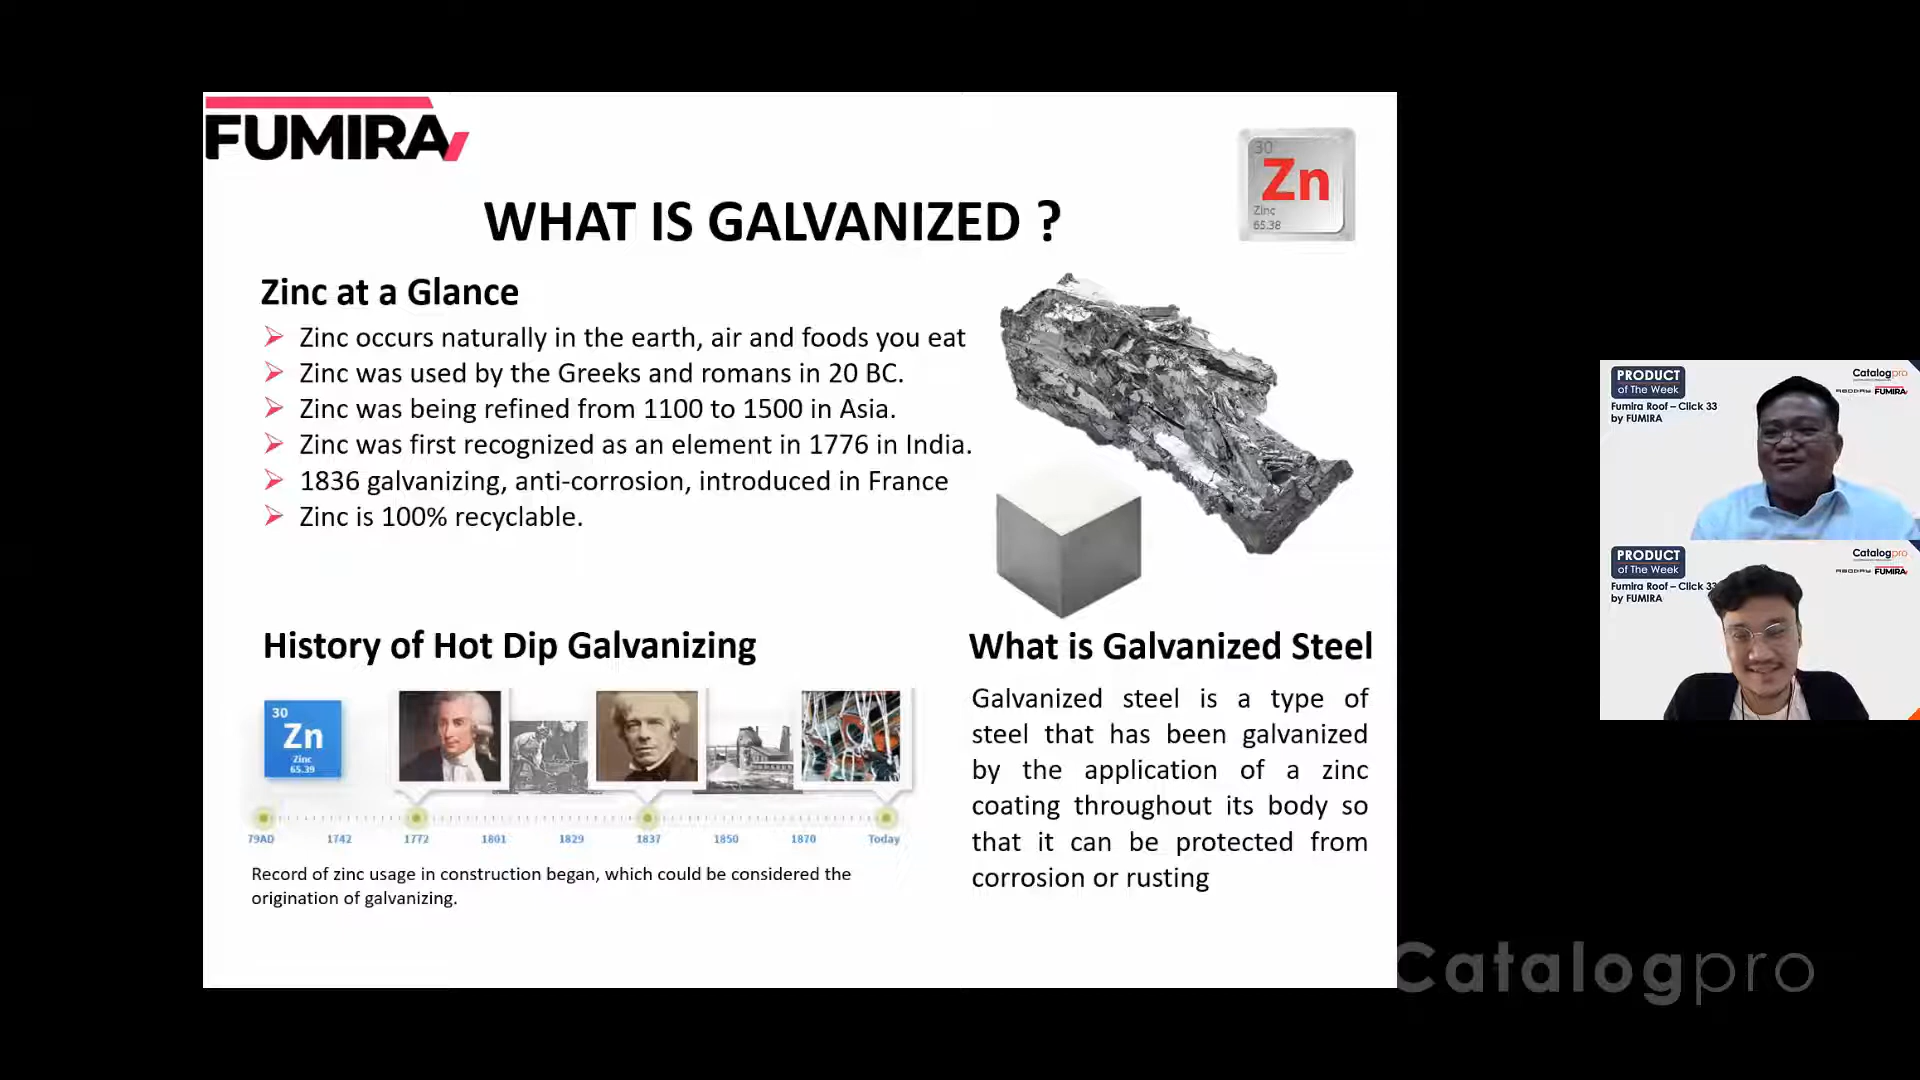 FUMIRA
30
Zn
Zinc
65.38
WHAT IS GALVANIZED ?
Zinc at a Glance
Zinc occurs naturally in the earth, air and foods you eat
Zinc was used by the Greeks and romans in 20 BC.
Zinc was being refined from 1100 to 1500 in Asia.
Zinc was first recognized as an element in 1776 in India.
1836 galvanizing, anti-corrosion, introduced in France
Zinc is 100% recyclable.
History of Hot Dip Galvanizing
30
Zn
Zinc
65.39
79AD 1742 1772 1801 1829 1837 1850 1870 Today
Record of zinc usage in construction began, which could be considered the
origination of galvanizing.
What is Galvanized Steel
Galvanized steel is a type of
steel that has been galvanized
by the application of a zinc
coating throughout its body so
that it can be protected from
corrosion or rusting
PRODUCT
of The Week
Fumira Roof – Click 33
by FUMIRA
Catalogpro
FUMIRA
PRODUCT
of The Week
Fumira Roof – Click 33
by FUMIRA
Catalogpro
FUMIRA
Catalogpro